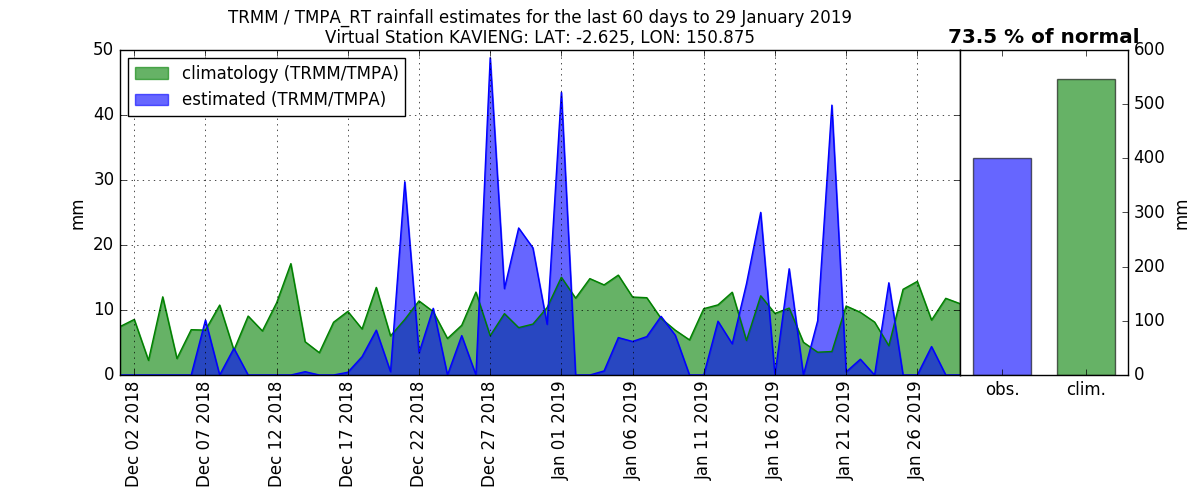 TRMM / TMPA_RT rainfall estimates for the last 60 days to 29 January 2019
Virtual Station KAVIENG: LAT: -2.625, LON: 150.875
73.5 % of normal
climatology (TRMM/TMPA)
estimated (TRMM/TMPA)
50
40
30
20
10
0
mm
600
500
400
300
200
100
0
mm
Dec 02 2018
Dec 07 2018
Dec 12 2018
Dec 17 2018
Dec 22 2018
Dec 27 2018
Jan 01 2019
Jan 06 2019
Jan 11 2019
Jan 16 2019
Jan 21 2019
Jan 26 2019
obs.
clim.